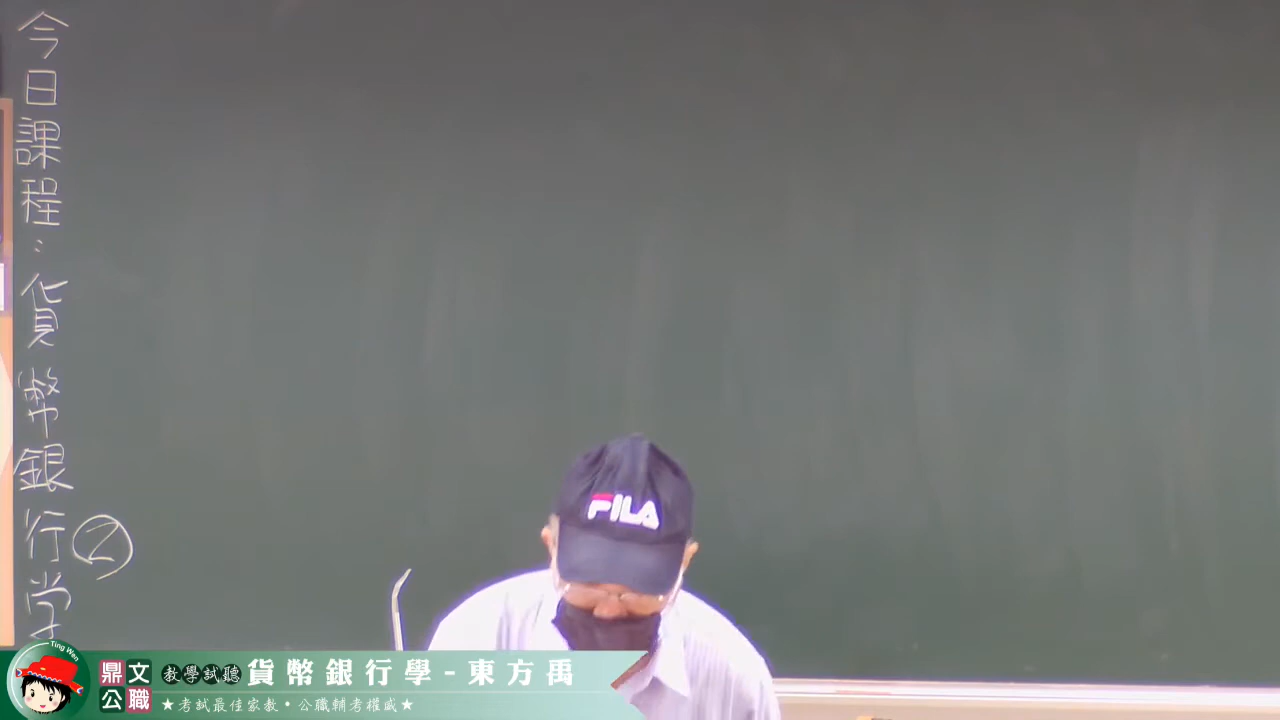 今日課程：貨幣銀行学
②
FILA
Ting Wen
鼎文公職
教學試聽
貨幣銀行學-東方禹
★考試最佳家教•公職輔考權威★